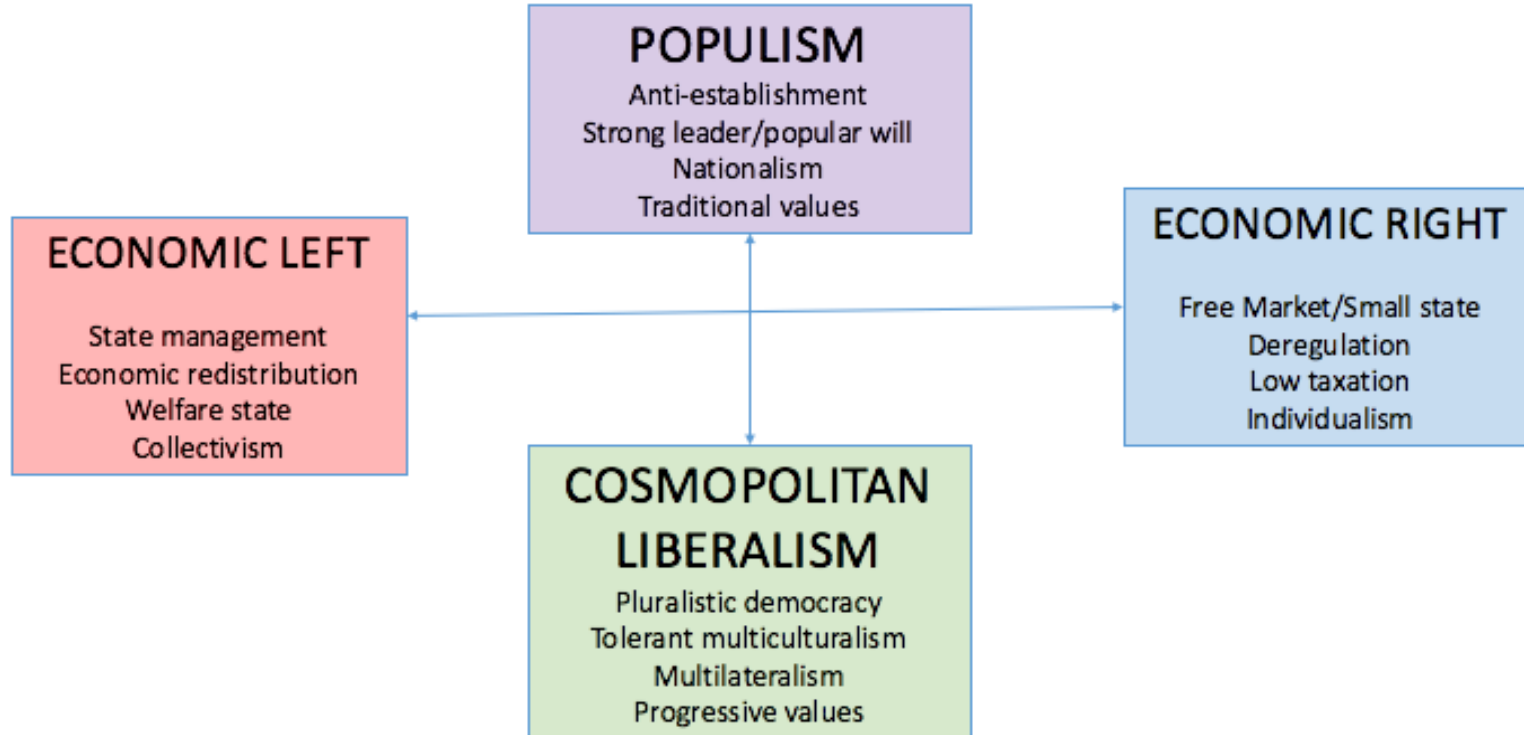 POPULISM
Anti-establishment
Strong leader/popular will
Nationalism
Traditional values
ECONOMIC LEFT
State management
Economic redistribution
Welfare state
Collectivism
ECONOMIC RIGHT
Free Market/Small state
Deregulation
Low taxation
Individualism
COSMOPOLITAN
LIBERALISM
Pluralistic democracy
Tolerant multiculturalism
Multilateralism
Progressive values